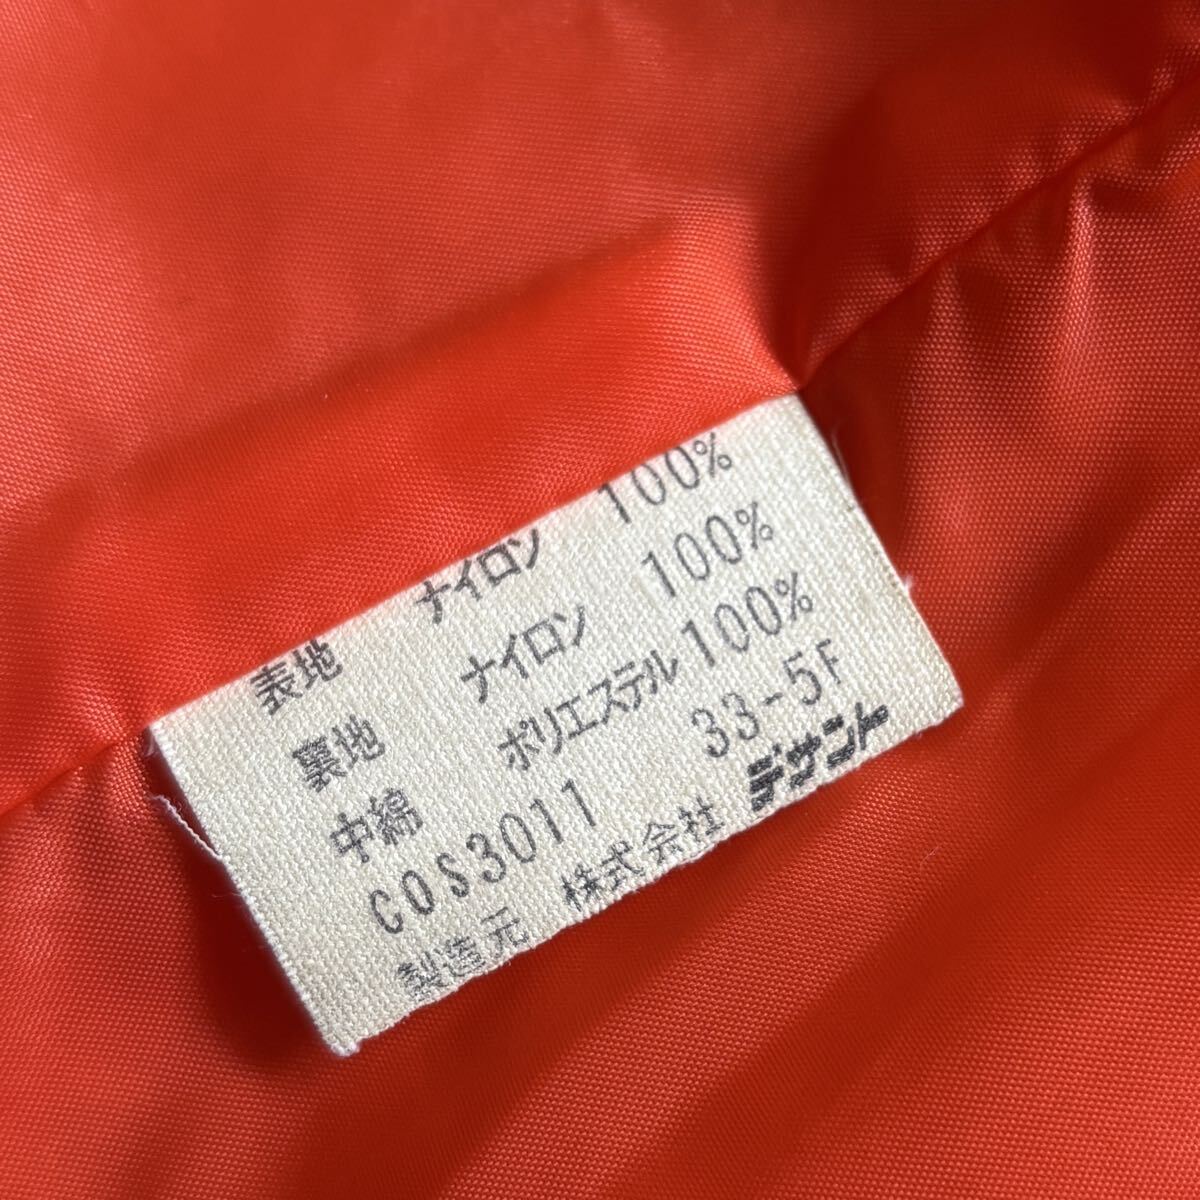 表地 ナイロン 100%
裏地 ナイロン 100%
中綿 ポリエステル 100%
COS3011 33-5F
製造元 株式会社 デサント